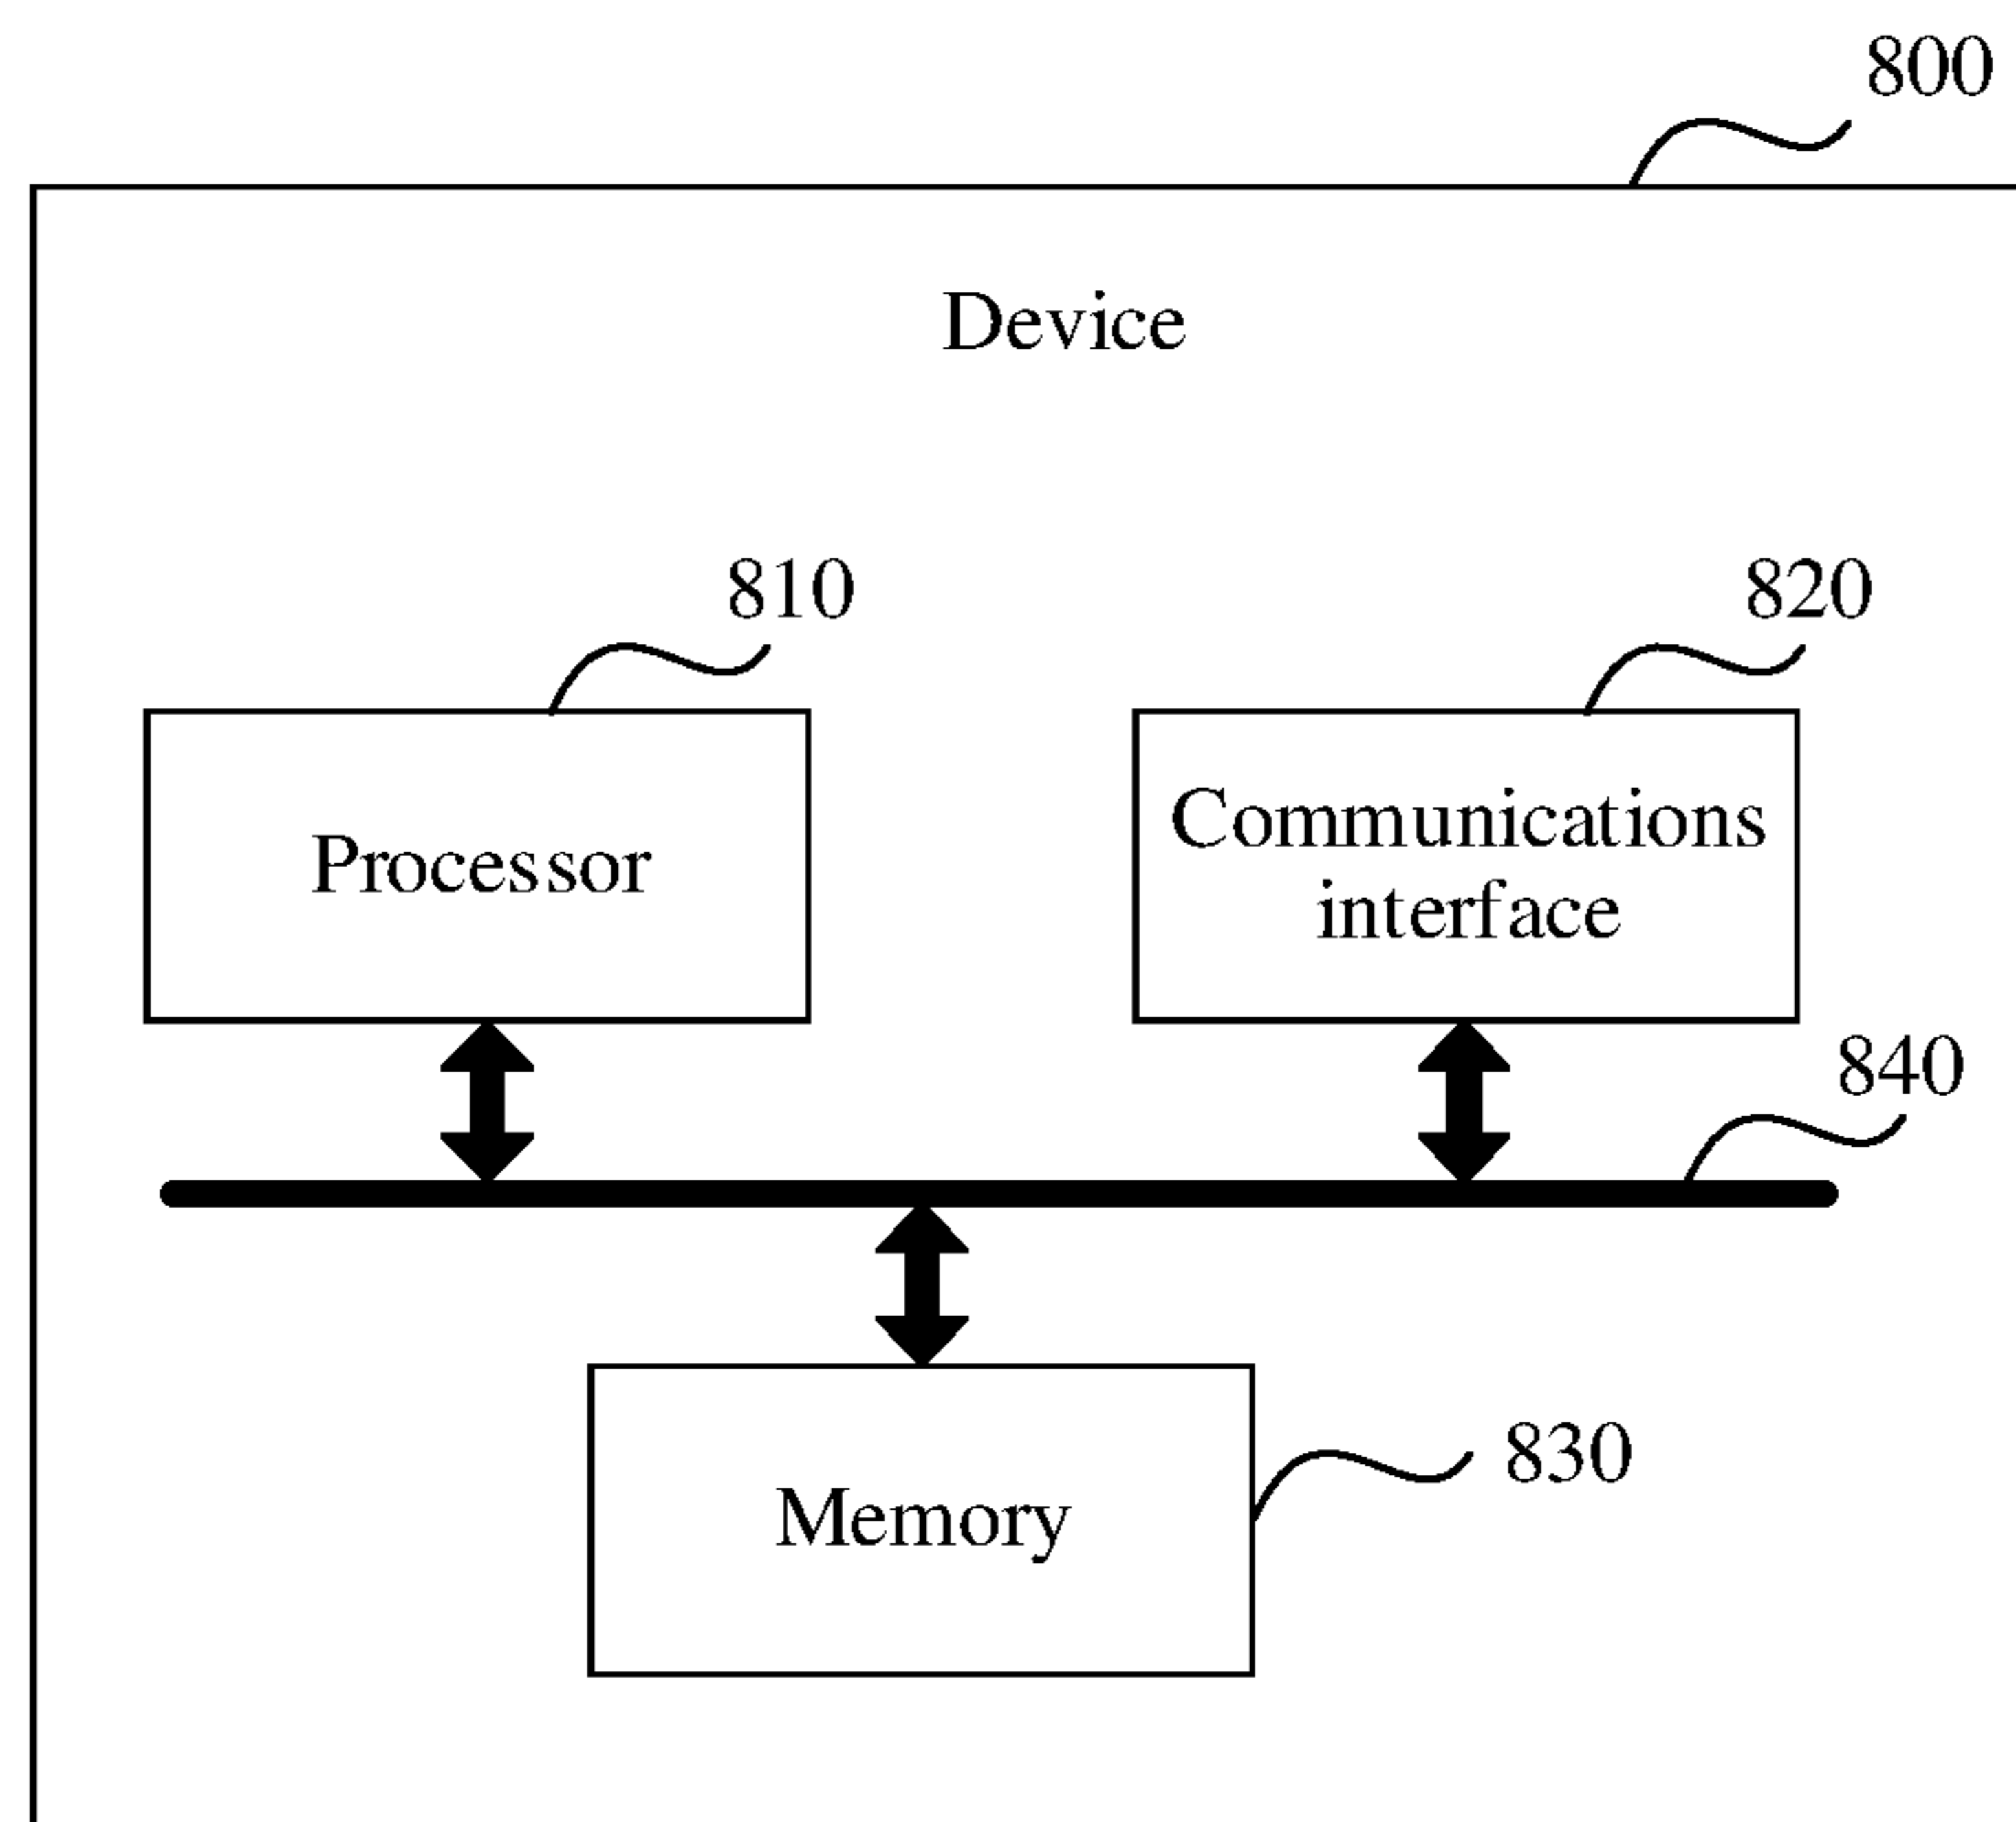 800
Device
810
820
Processor
Communications
interface
840
Memory
830